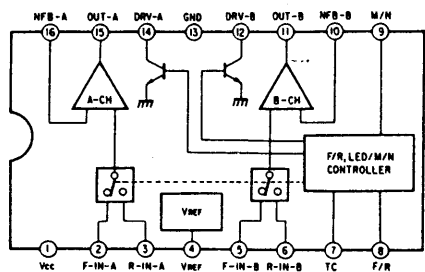 NFB-A OUT-A DRV-A GND DRV-B OUT-B NFB-B M/N
16 15 14 13 12 11 10 9
A-CH B-CH
F/R, LED/M/N
CONTROLLER
VREF
1 2 3 4 5 6 7 8
Vcc F-IN-A R-IN-A VREF F-IN-B R-IN-B TC F/R